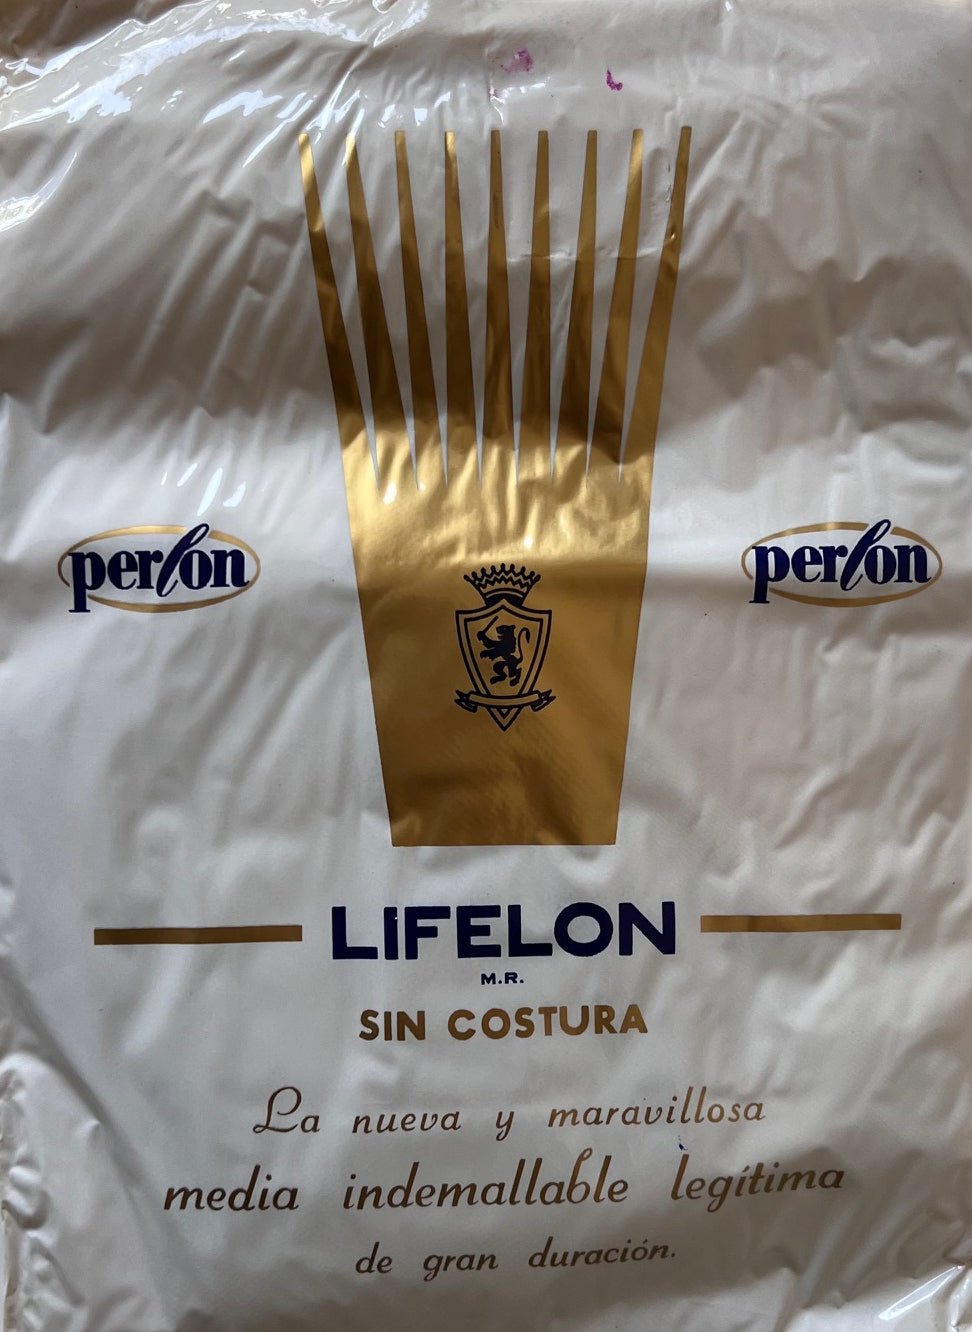 perlon
perlon
LIFELON
M.R.
SIN COSTURA
La nueva y maravillosa
media indemallable legítima
de gran duración.